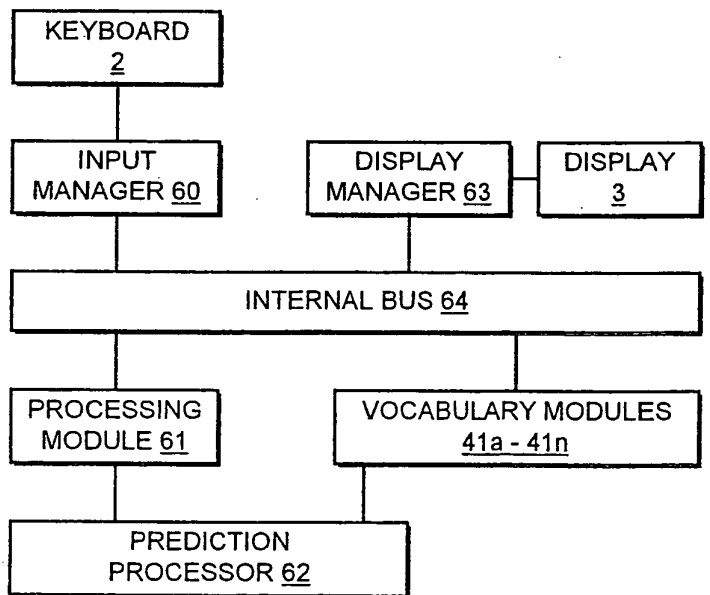 KEYBOARD
2
INPUT
MANAGER 60
DISPLAY
MANAGER 63
DISPLAY
3
INTERNAL BUS 64
PROCESSING
MODULE 61
VOCABULARY MODULES
41a - 41n
PREDICTION
PROCESSOR 62